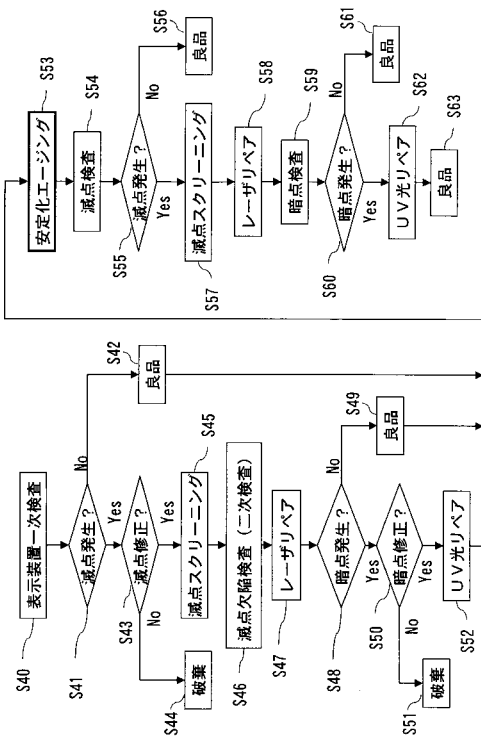 S40
表示装置一次検査
S41
減点発生？
No
S42
良品
Yes
S43
減点修正？
No
S44
破棄
Yes
S45
減点スクリーニング
S46
減点欠陥検査（二次検査）
S47
レーザリペア
S48
暗点発生？
No
S49
良品
Yes
S50
暗点修正？
No
S51
破棄
Yes
S52
ＵＶ光リペア
S53
安定化エージング
S54
減点検査
S55
減点発生？
No
S56
良品
Yes
S57
減点スクリーニング
S58
レーザリペア
S59
暗点検査
S60
暗点発生？
No
S61
良品
Yes
S62
ＵＶ光リペア
S63
良品